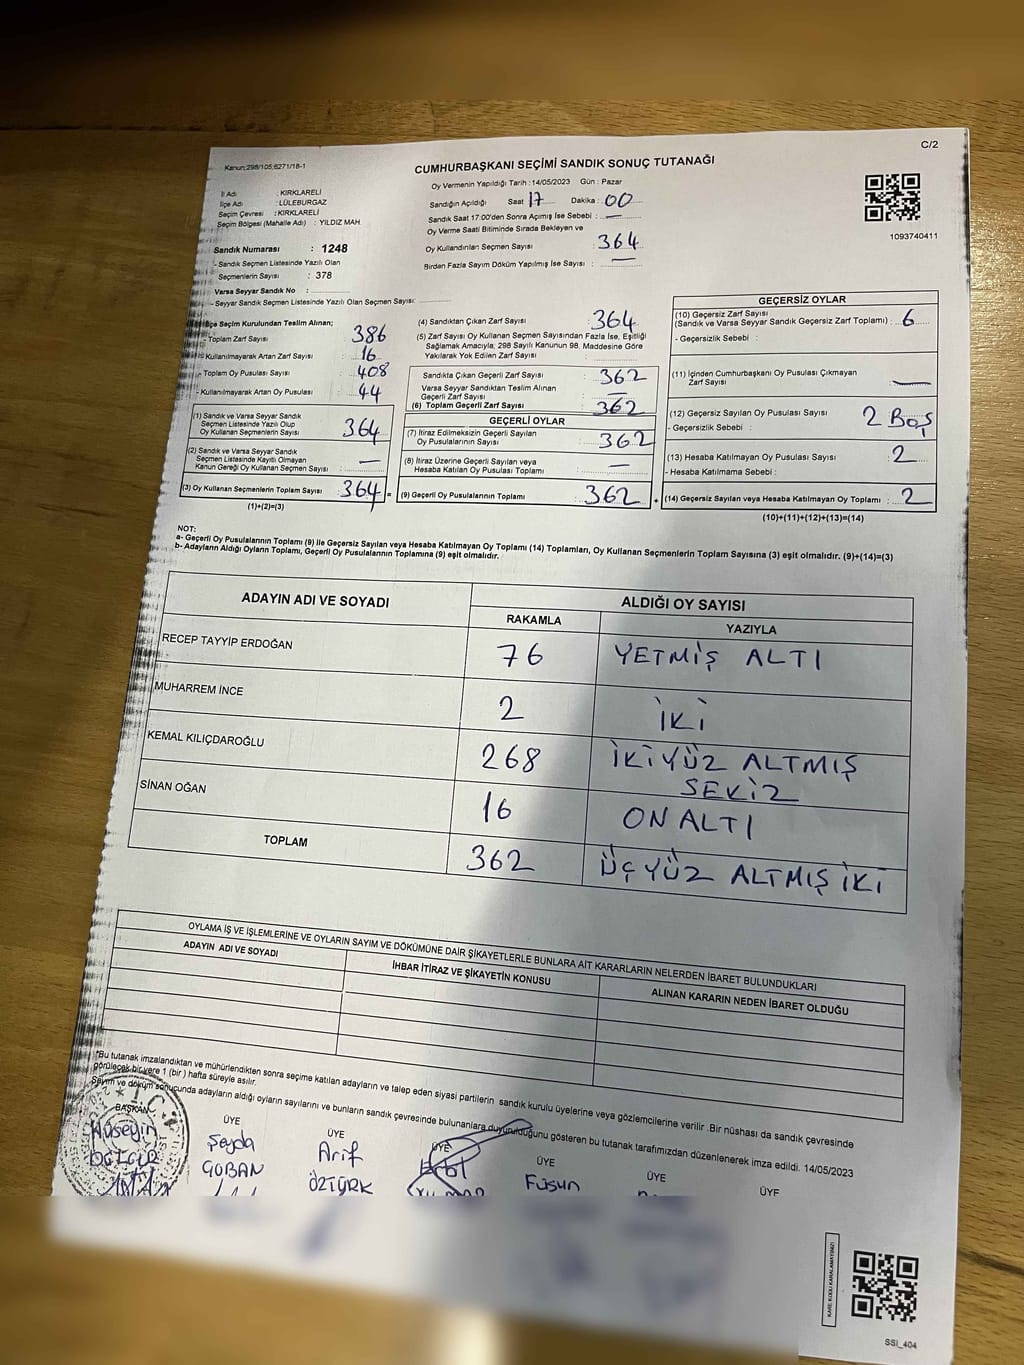 C/2
Kanun:298/105,6271/18-1
CUMHURBAŞKANI SEÇİMİ SANDIK SONUÇ TUTANAĞI
Oy Vermenin Yapıldığı Tarih : 14/05/2023 Gün : Pazar
İl Adı : KIRKLARELİ
İlçe Adı : LÜLEBURGAZ
Seçim Çevresi : KIRKLARELİ
Seçim Bölgesi (Mahalle Adı) : YILDIZ MAH.
Sandığın Açıldığı Saat 17 Dakika : 00
Sandık Saat 17:00'den Sonra Açımış İse Sebebi : —
Oy Verme Saati Bitiminde Sırada Bekleyen ve
Oy Kullandırılan Seçmen Sayısı : 364
Birden Fazla Sayım Döküm Yapılmış İse Sayısı : —
1093740411
Sandık Numarası : 1248
- Sandık Seçmen Listesinde Yazılı Olan
Seçmenlerin Sayısı : 378
Varsa Seyyar Sandık No :
- Seyyar Sandık Seçmen Listesinde Yazılı Olan Seçmen Sayısı:
İlçe Seçim Kurulundan Teslim Alınan;
- Toplam Zarf Sayısı : 386
- Kullanılmayarak Artan Zarf Sayısı : 16
- Toplam Oy Pusulası Sayısı : 408
- Kullanılmayarak Artan Oy Pusulası : 44
(1) Sandık ve Varsa Seyyar Sandık
Seçmen Listesinde Yazılı Olup
Oy Kullanan Seçmenlerin Sayısı : 364
(2) Sandık ve Varsa Seyyar Sandık
Seçmen Listesinde Kayıtlı Olmayan
Kanun Gereği Oy Kullanan Seçmen Sayısı : —
(3) Oy Kullanan Seçmenlerin Toplam Sayısı : 364 =
(1)+(2)=(3)
(4) Sandıktan Çıkan Zarf Sayısı : 364
(5) Zarf Sayısı Oy Kullanan Seçmen Sayısından Fazla İse, Eşitliği
Sağlamak Amacıyla, 298 Sayılı Kanunun 98. Maddesine Göre
Yakılarak Yok Edilen Zarf Sayısı :
Sandıkta Çıkan Geçerli Zarf Sayısı : 362
Varsa Seyyar Sandıktan Teslim Alınan
Geçerli Zarf Sayısı : —
(6) Toplam Geçerli Zarf Sayısı : 362
GEÇERLİ OYLAR
(7) İtiraz Edilmeksizin Geçerli Sayılan
Oy Pusulalarının Sayısı : 362
(8) İtiraz Üzerine Geçerli Sayılan veya
Hesaba Katılan Oy Pusulası Toplamı : —
(9) Geçerli Oy Pusulalarının Toplamı : 362 +
GEÇERSİZ OYLAR
(10) Geçersiz Zarf Sayısı
(Sandık ve Varsa Seyyar Sandık Geçersiz Zarf Toplamı) : 6
- Geçersizlik Sebebi :
(11) İçinden Cumhurbaşkanı Oy Pusulası Çıkmayan
Zarf Sayısı : —
(12) Geçersiz Sayılan Oy Pusulası Sayısı : 2 Boş
- Geçersizlik Sebebi :
(13) Hesaba Katılmayan Oy Pusulası Sayısı : 2
- Hesaba Katılmama Sebebi :
(14) Geçersiz Sayılan veya Hesaba Katılmayan Oy Toplamı : 2
(10)+(11)+(12)+(13)=(14)
NOT:
a- Geçerli Oy Pusulalarının Toplamı (9) ile Geçersiz Sayılan veya Hesaba Katılmayan Oy Toplamı (14) Toplamları, Oy Kullanan Seçmenlerin Toplam Sayısına (3) eşit olmalıdır. (9)+(14)=(3)
b- Adayların Aldığı Oyların Toplamı, Geçerli Oy Pusulalarının Toplamına (9) eşit olmalıdır.
ADAYIN ADI VE SOYADI
ALDIĞI OY SAYISI
RAKAMLA YAZIYLA
RECEP TAYYİP ERDOĞAN 76 YETMİŞ ALTI
MUHARREM İNCE 2 İKİ
KEMAL KILIÇDAROĞLU 268 İKİYÜZ ALTMIŞ
SEKİZ
SİNAN OĞAN 16 ON ALTI
TOPLAM 362 ÜÇYÜZ ALTMIŞ İKİ
OYLAMA İŞ VE İŞLEMLERİNE VE OYLARIN SAYIM VE DÖKÜMÜNE DAİR ŞİKAYETLERLE BUNLARA AİT KARARLARIN NELERDEN İBARET BULUNDUKLARI
ADAYIN ADI VE SOYADI
İHBAR İTİRAZ VE ŞİKAYETİN KONUSU
ALINAN KARARIN NEDEN İBARET OLDUĞU
*Bu tutanak imzalandıktan ve mühürlendikten sonra seçime katılan adayların ve talep eden siyasi partilerin sandık kurulu üyelerine veya gözlemcilerine verilir .Bir nüshası da sandık çevresinde
görülecek bir yere 1 (bir ) hafta süreyle asılır.
Sayım ve döküm sonucunda adayların aldığı oyların sayılarını ve bunların sandık çevresinde bulunanlara duyurulduğunu gösteren bu tutanak tarafımızdan düzenlenerek imza edildi. 14/05/2023
T.C.
BAŞKAN ÜYE ÜYE ÜYE ÜYE ÜYE ÜYE
Hüseyin Şeyda Arif Füsun
ÇOBAN ÖZTÜRK
KARE KODU KARALAMAYINIZ!
SSI_404